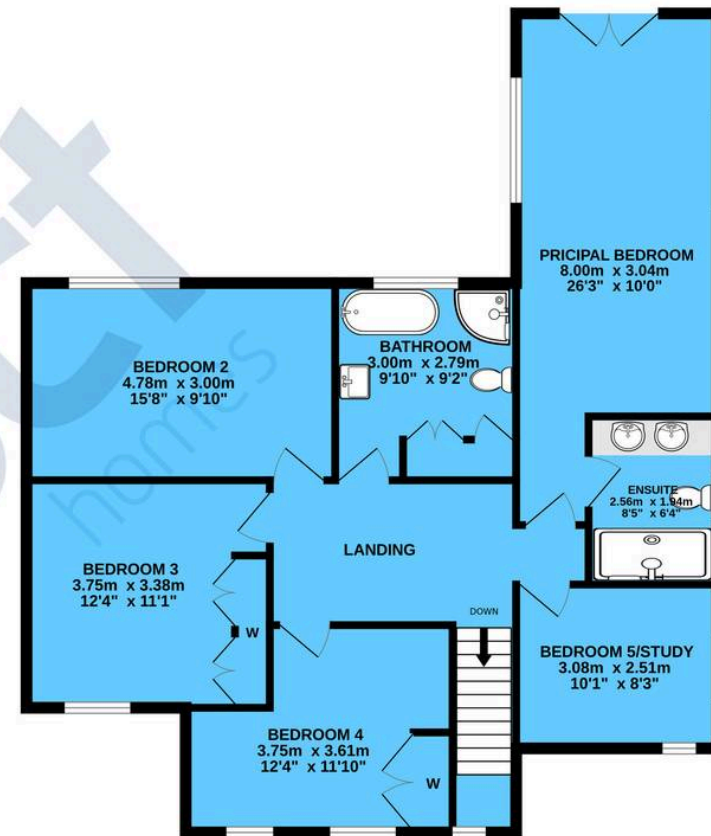 PRICIPAL BEDROOM
8.00m x 3.04m
26'3" x 10'0"
BATHROOM
3.00m x 2.79m
9'10" x 9'2"
BEDROOM 2
4.78m x 3.00m
15'8" x 9'10"
homes
ENSUITE
2.56m x 1.94m
8'5" x 6'4"
LANDING
BEDROOM 3
3.75m x 3.38m
12'4" x 11'1"
W
DOWN
BEDROOM 5/STUDY
3.08m x 2.51m
10'1" x 8'3"
BEDROOM 4
3.75m x 3.61m
12'4" x 11'10"
W